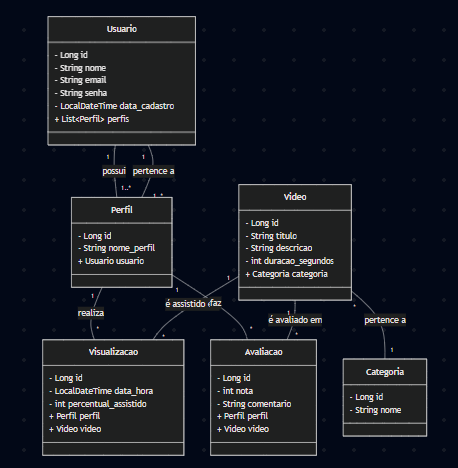 Usuario
- Long id
- String nome
- String email
- String senha
- LocalDateTime data_cadastro
+ List<Perfil> perfis
1
1
possui
pertence a
1..*
1..*
Perfil
- Long id
- String nome_perfil
+ Usuario usuario
Video
- Long id
- String titulo
- String descricao
- int duracao_segundos
+ Categoria categoria
1
1
1
1
*
realiza
é assistido
faz
é avaliado em
pertence a
*
*
*
*
1
Visualizacao
- Long id
- LocalDateTime data_hora
- int percentual_assistido
+ Perfil perfil
+ Video video
Avaliacao
- Long id
- int nota
- String comentario
+ Perfil perfil
+ Video video
Categoria
- Long id
- String nome